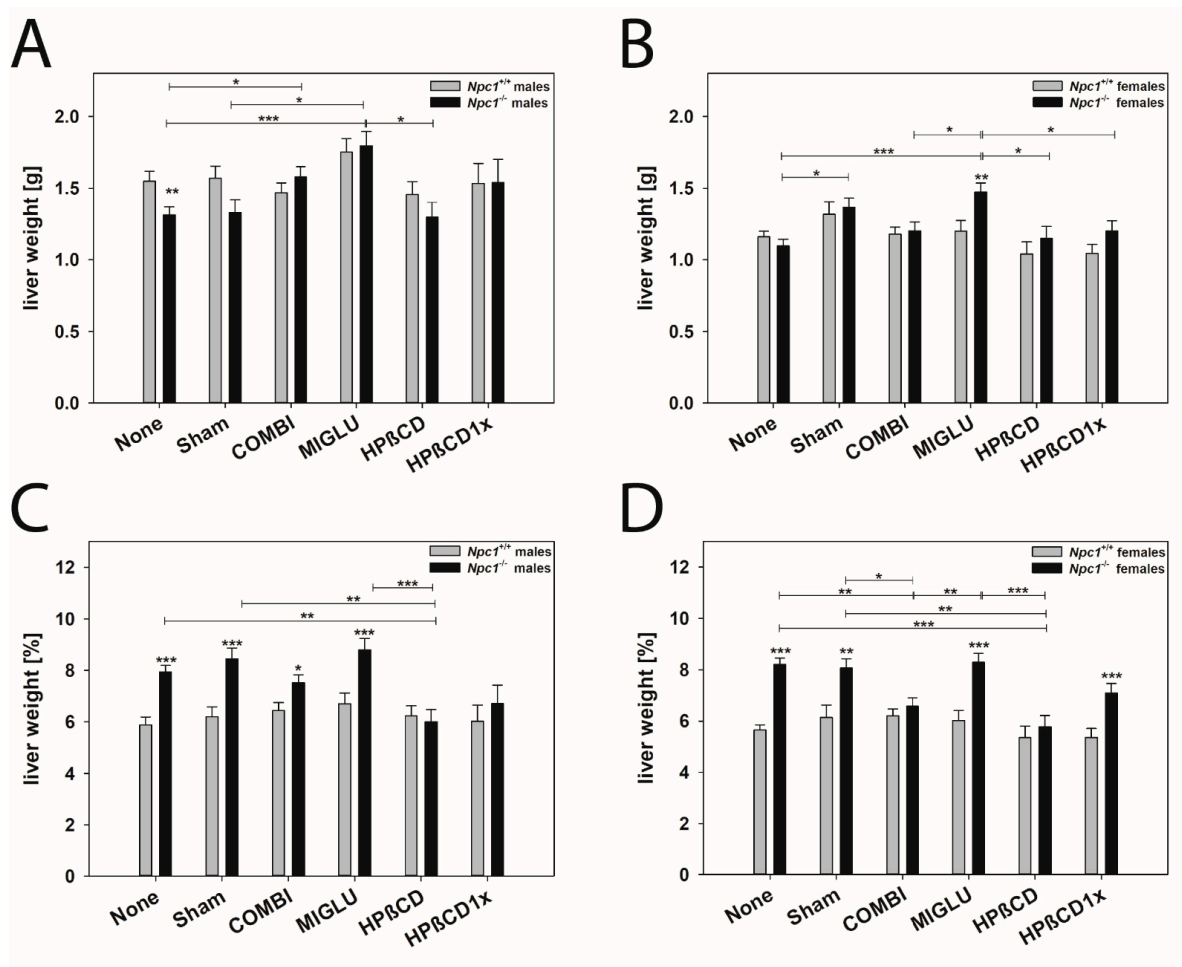 A
B
Npc1+/+ males
Npc1-/- males
*
*
***
*
**
liver weight [g]
2.0
1.5
1.0
0.5
0.0
None
Sham
COMBI
MIGLU
HPßCD
HPßCD1x
Npc1+/+ females
Npc1-/- females
*
*
***
*
*
**
liver weight [g]
2.0
1.5
1.0
0.5
0.0
None
Sham
COMBI
MIGLU
HPßCD
HPßCD1x
C
D
Npc1+/+ males
Npc1-/- males
***
**
**
***
***
*
***
liver weight [%]
12
10
8
6
4
2
0
None
Sham
COMBI
MIGLU
HPßCD
HPßCD1x
Npc1+/+ females
Npc1-/- females
*
**
**
***
**
***
***
**
***
***
liver weight [%]
12
10
8
6
4
2
0
None
Sham
COMBI
MIGLU
HPßCD
HPßCD1x